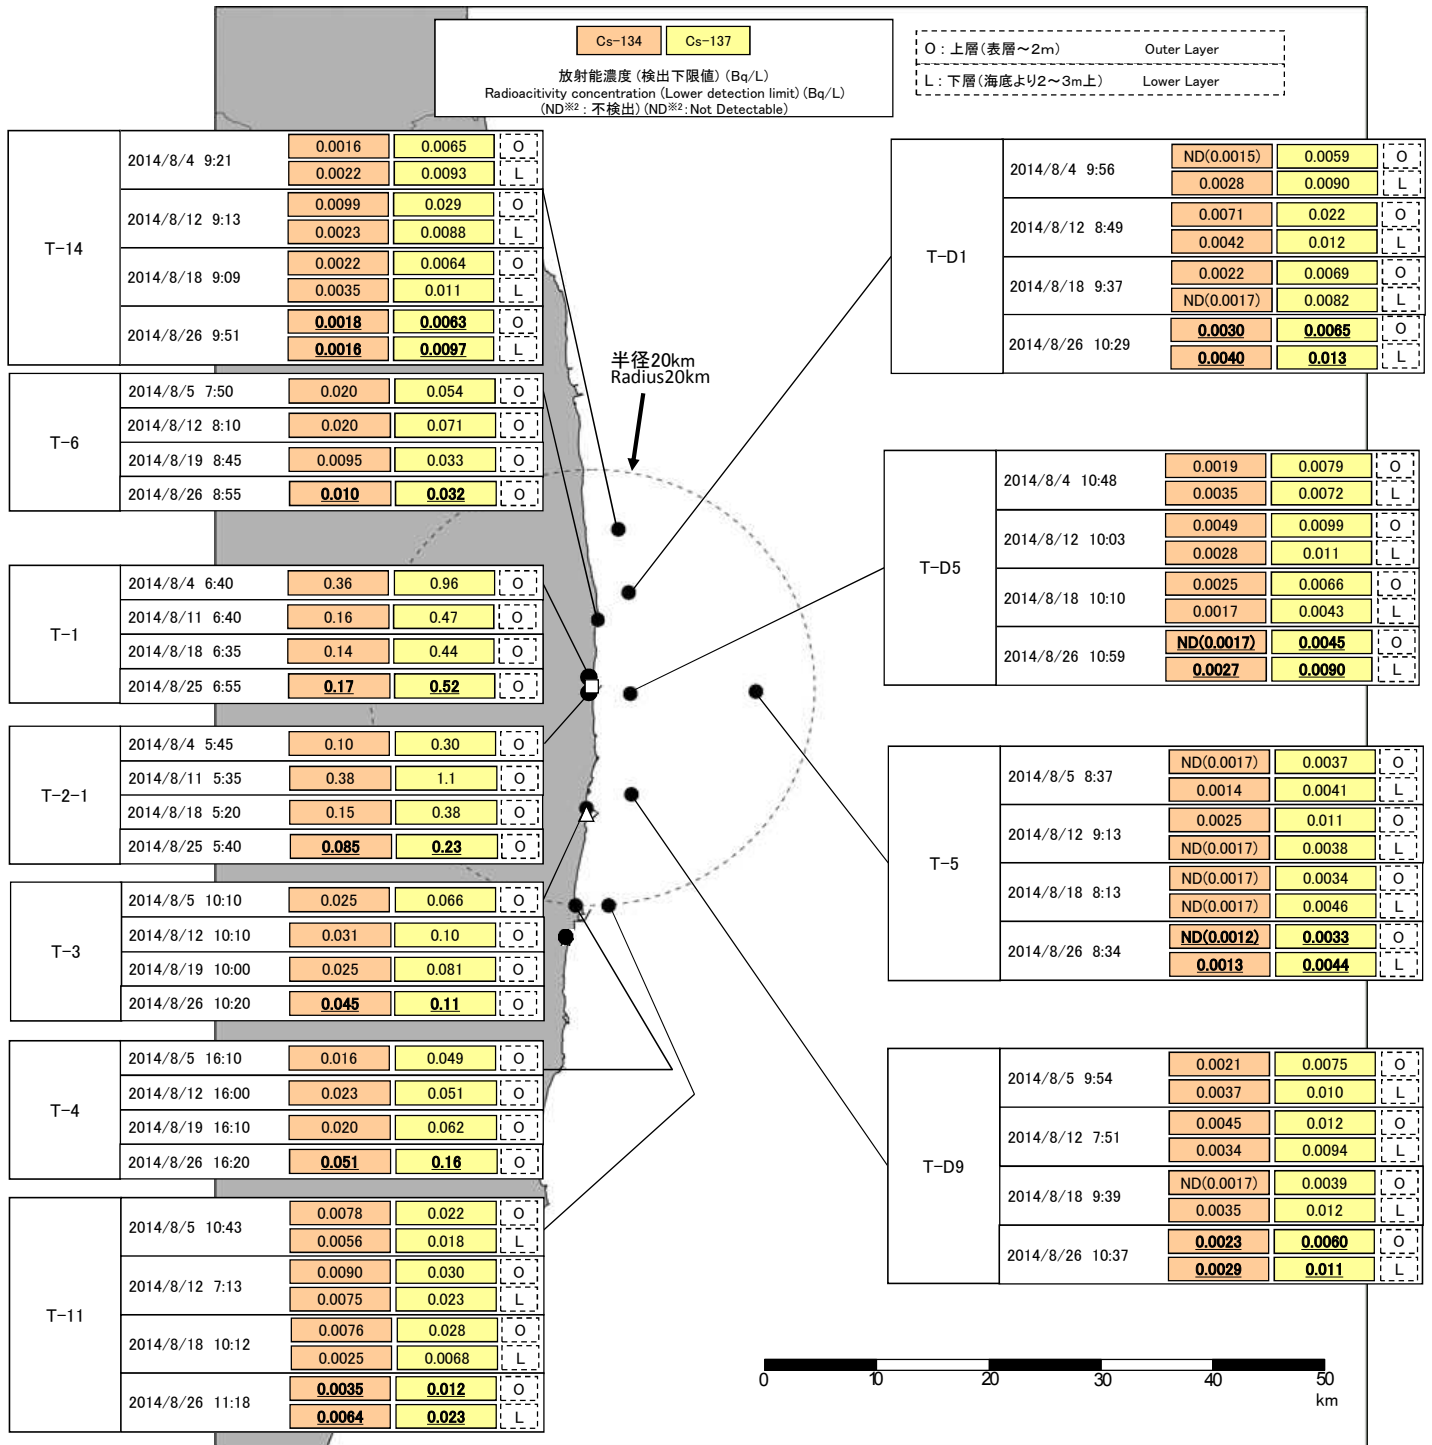 Cs-134 Cs-137
放射能濃度 (検出下限値) (Bq/L)
Radioacitivity concentration (Lower detection limit) (Bq/L)
(ND※2 : 不検出) (ND※2 : Not Detectable)
O : 上層(表層～2m) Outer Layer
L : 下層(海底より2～3m上) Lower Layer
T-14
2014/8/4 9:21
0.0016 0.0065 O
0.0022 0.0093 L
2014/8/12 9:13
0.0099 0.029 O
0.0023 0.0088 L
2014/8/18 9:09
0.0022 0.0064 O
0.0035 0.011 L
2014/8/26 9:51
0.0018 0.0063 O
0.0016 0.0097 L
T-6
2014/8/5 7:50 0.020 0.054 O
2014/8/12 8:10 0.020 0.071 O
2014/8/19 8:45 0.0095 0.033 O
2014/8/26 8:55 0.010 0.032 O
T-1
2014/8/4 6:40 0.36 0.96 O
2014/8/11 6:40 0.16 0.47 O
2014/8/18 6:35 0.14 0.44 O
2014/8/25 6:55 0.17 0.52 O
T-2-1
2014/8/4 5:45 0.10 0.30 O
2014/8/11 5:35 0.38 1.1 O
2014/8/18 5:20 0.15 0.38 O
2014/8/25 5:40 0.085 0.23 O
T-3
2014/8/5 10:10 0.025 0.066 O
2014/8/12 10:10 0.031 0.10 O
2014/8/19 10:00 0.025 0.081 O
2014/8/26 10:20 0.045 0.11 O
T-4
2014/8/5 16:10 0.016 0.049 O
2014/8/12 16:00 0.023 0.051 O
2014/8/19 16:10 0.020 0.062 O
2014/8/26 16:20 0.051 0.16 O
T-11
2014/8/5 10:43
0.0078 0.022 O
0.0056 0.018 L
2014/8/12 7:13
0.0090 0.030 O
0.0075 0.023 L
2014/8/18 10:12
0.0076 0.028 O
0.0025 0.0068 L
2014/8/26 11:18
0.0035 0.012 O
0.0064 0.023 L
半径20km
Radius20km
T-D1
2014/8/4 9:56
ND(0.0015) 0.0059 O
0.0028 0.0090 L
2014/8/12 8:49
0.0071 0.022 O
0.0042 0.012 L
2014/8/18 9:37
0.0022 0.0069 O
ND(0.0017) 0.0082 L
2014/8/26 10:29
0.0030 0.0065 O
0.0040 0.013 L
T-D5
2014/8/4 10:48
0.0019 0.0079 O
0.0035 0.0072 L
2014/8/12 10:03
0.0049 0.0099 O
0.0028 0.011 L
2014/8/18 10:10
0.0025 0.0066 O
0.0017 0.0043 L
2014/8/26 10:59
ND(0.0017) 0.0045 O
0.0027 0.0090 L
T-5
2014/8/5 8:37
ND(0.0017) 0.0037 O
0.0014 0.0041 L
2014/8/12 9:13
0.0025 0.011 O
ND(0.0017) 0.0038 L
2014/8/18 8:13
ND(0.0017) 0.0034 O
ND(0.0017) 0.0046 L
2014/8/26 8:34
ND(0.0012) 0.0033 O
0.0013 0.0044 L
T-D9
2014/8/5 9:54
0.0021 0.0075 O
0.0037 0.010 L
2014/8/12 7:51
0.0045 0.012 O
0.0034 0.0094 L
2014/8/18 9:39
ND(0.0017) 0.0039 O
0.0035 0.012 L
2014/8/26 10:37
0.0023 0.0060 O
0.0029 0.011 L
0 10 20 30 40 50
km